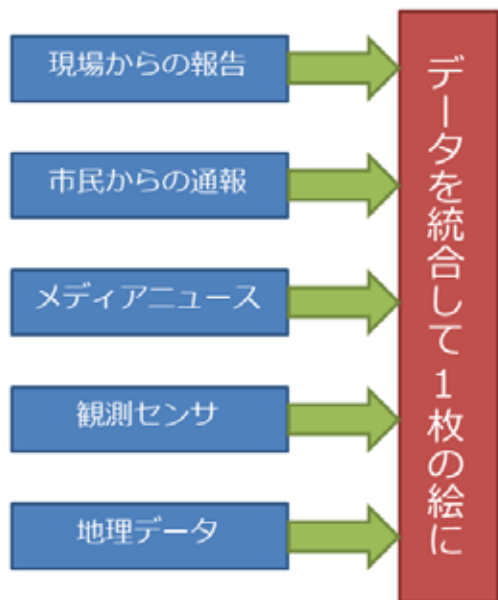 現場からの報告
市民からの通報
メディアニュース
観測センサ
地理データ
データを統合して1枚の絵に